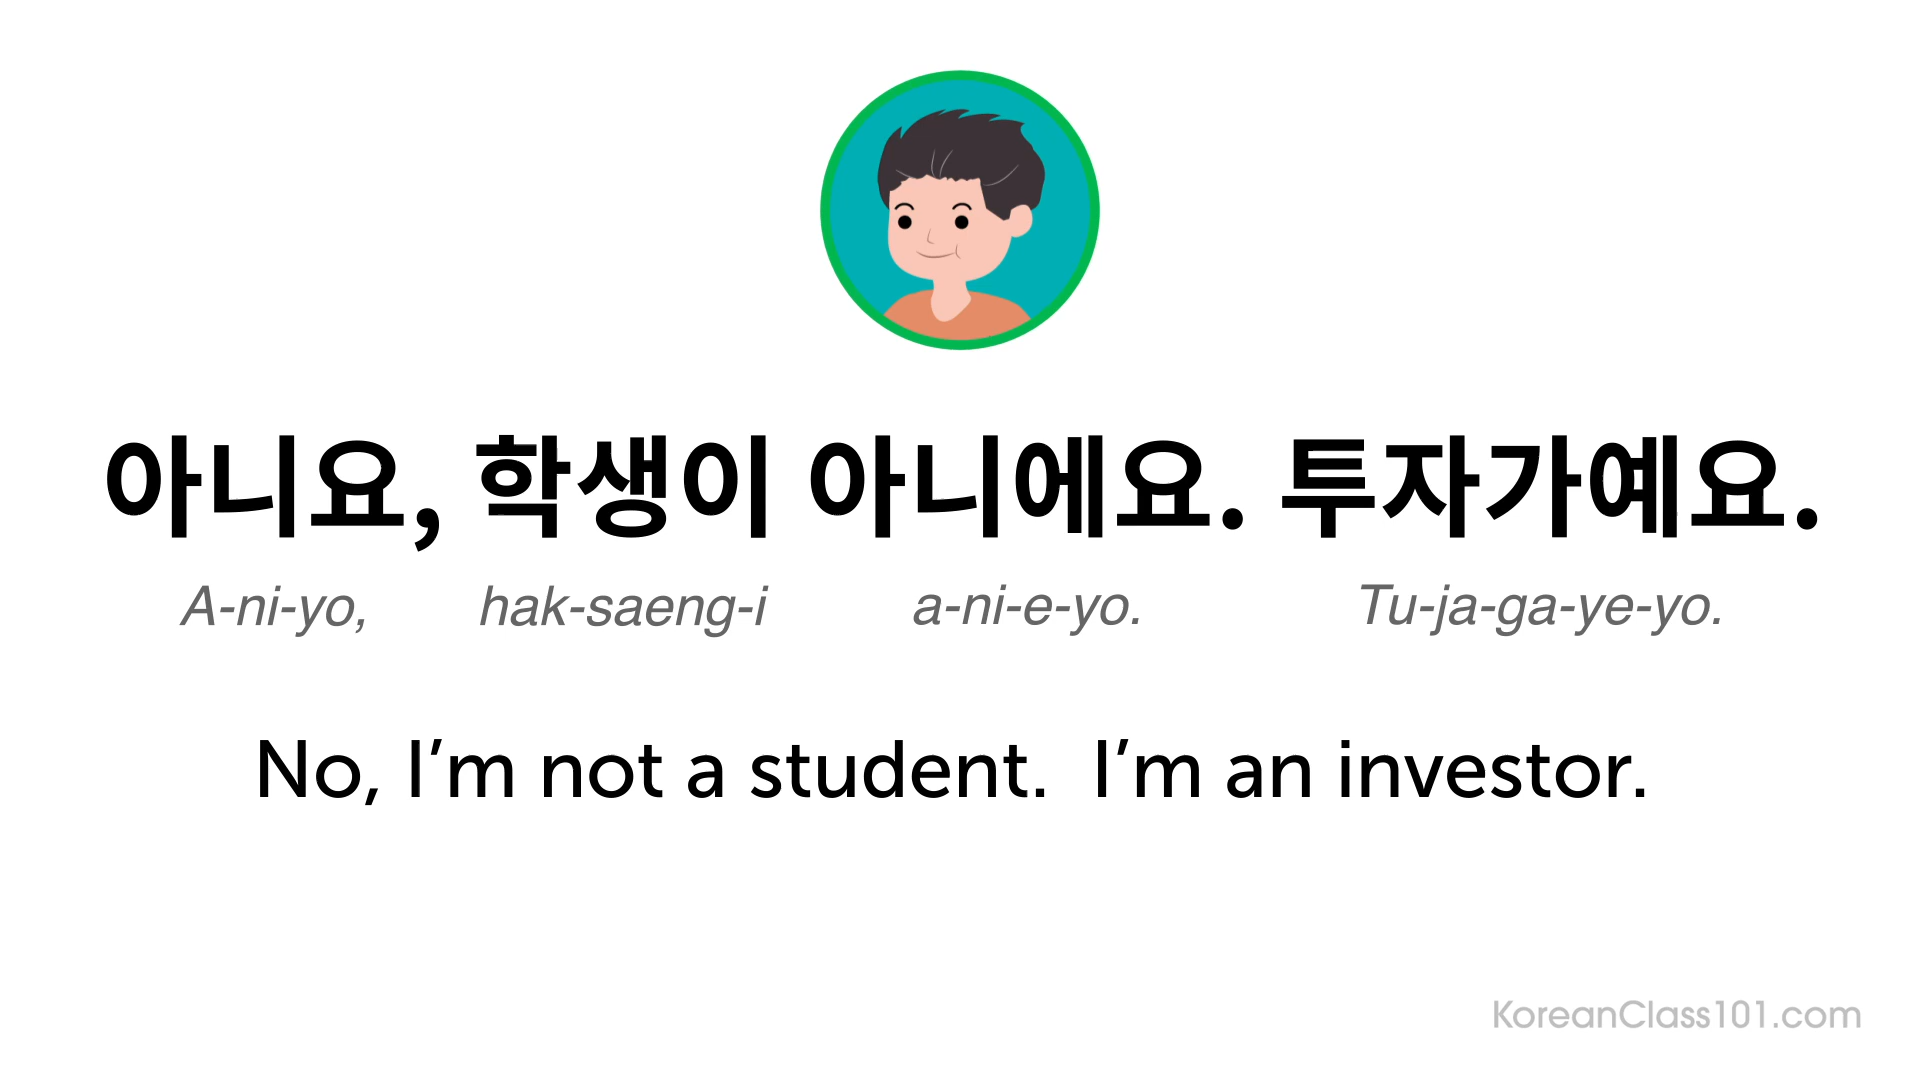 아니요, 학생이 아니에요. 투자가예요.
A-ni-yo, hak-saeng-i a-ni-e-yo. Tu-ja-ga-ye-yo.
No, I’m not a student. I’m an investor.
KoreanClass101.com